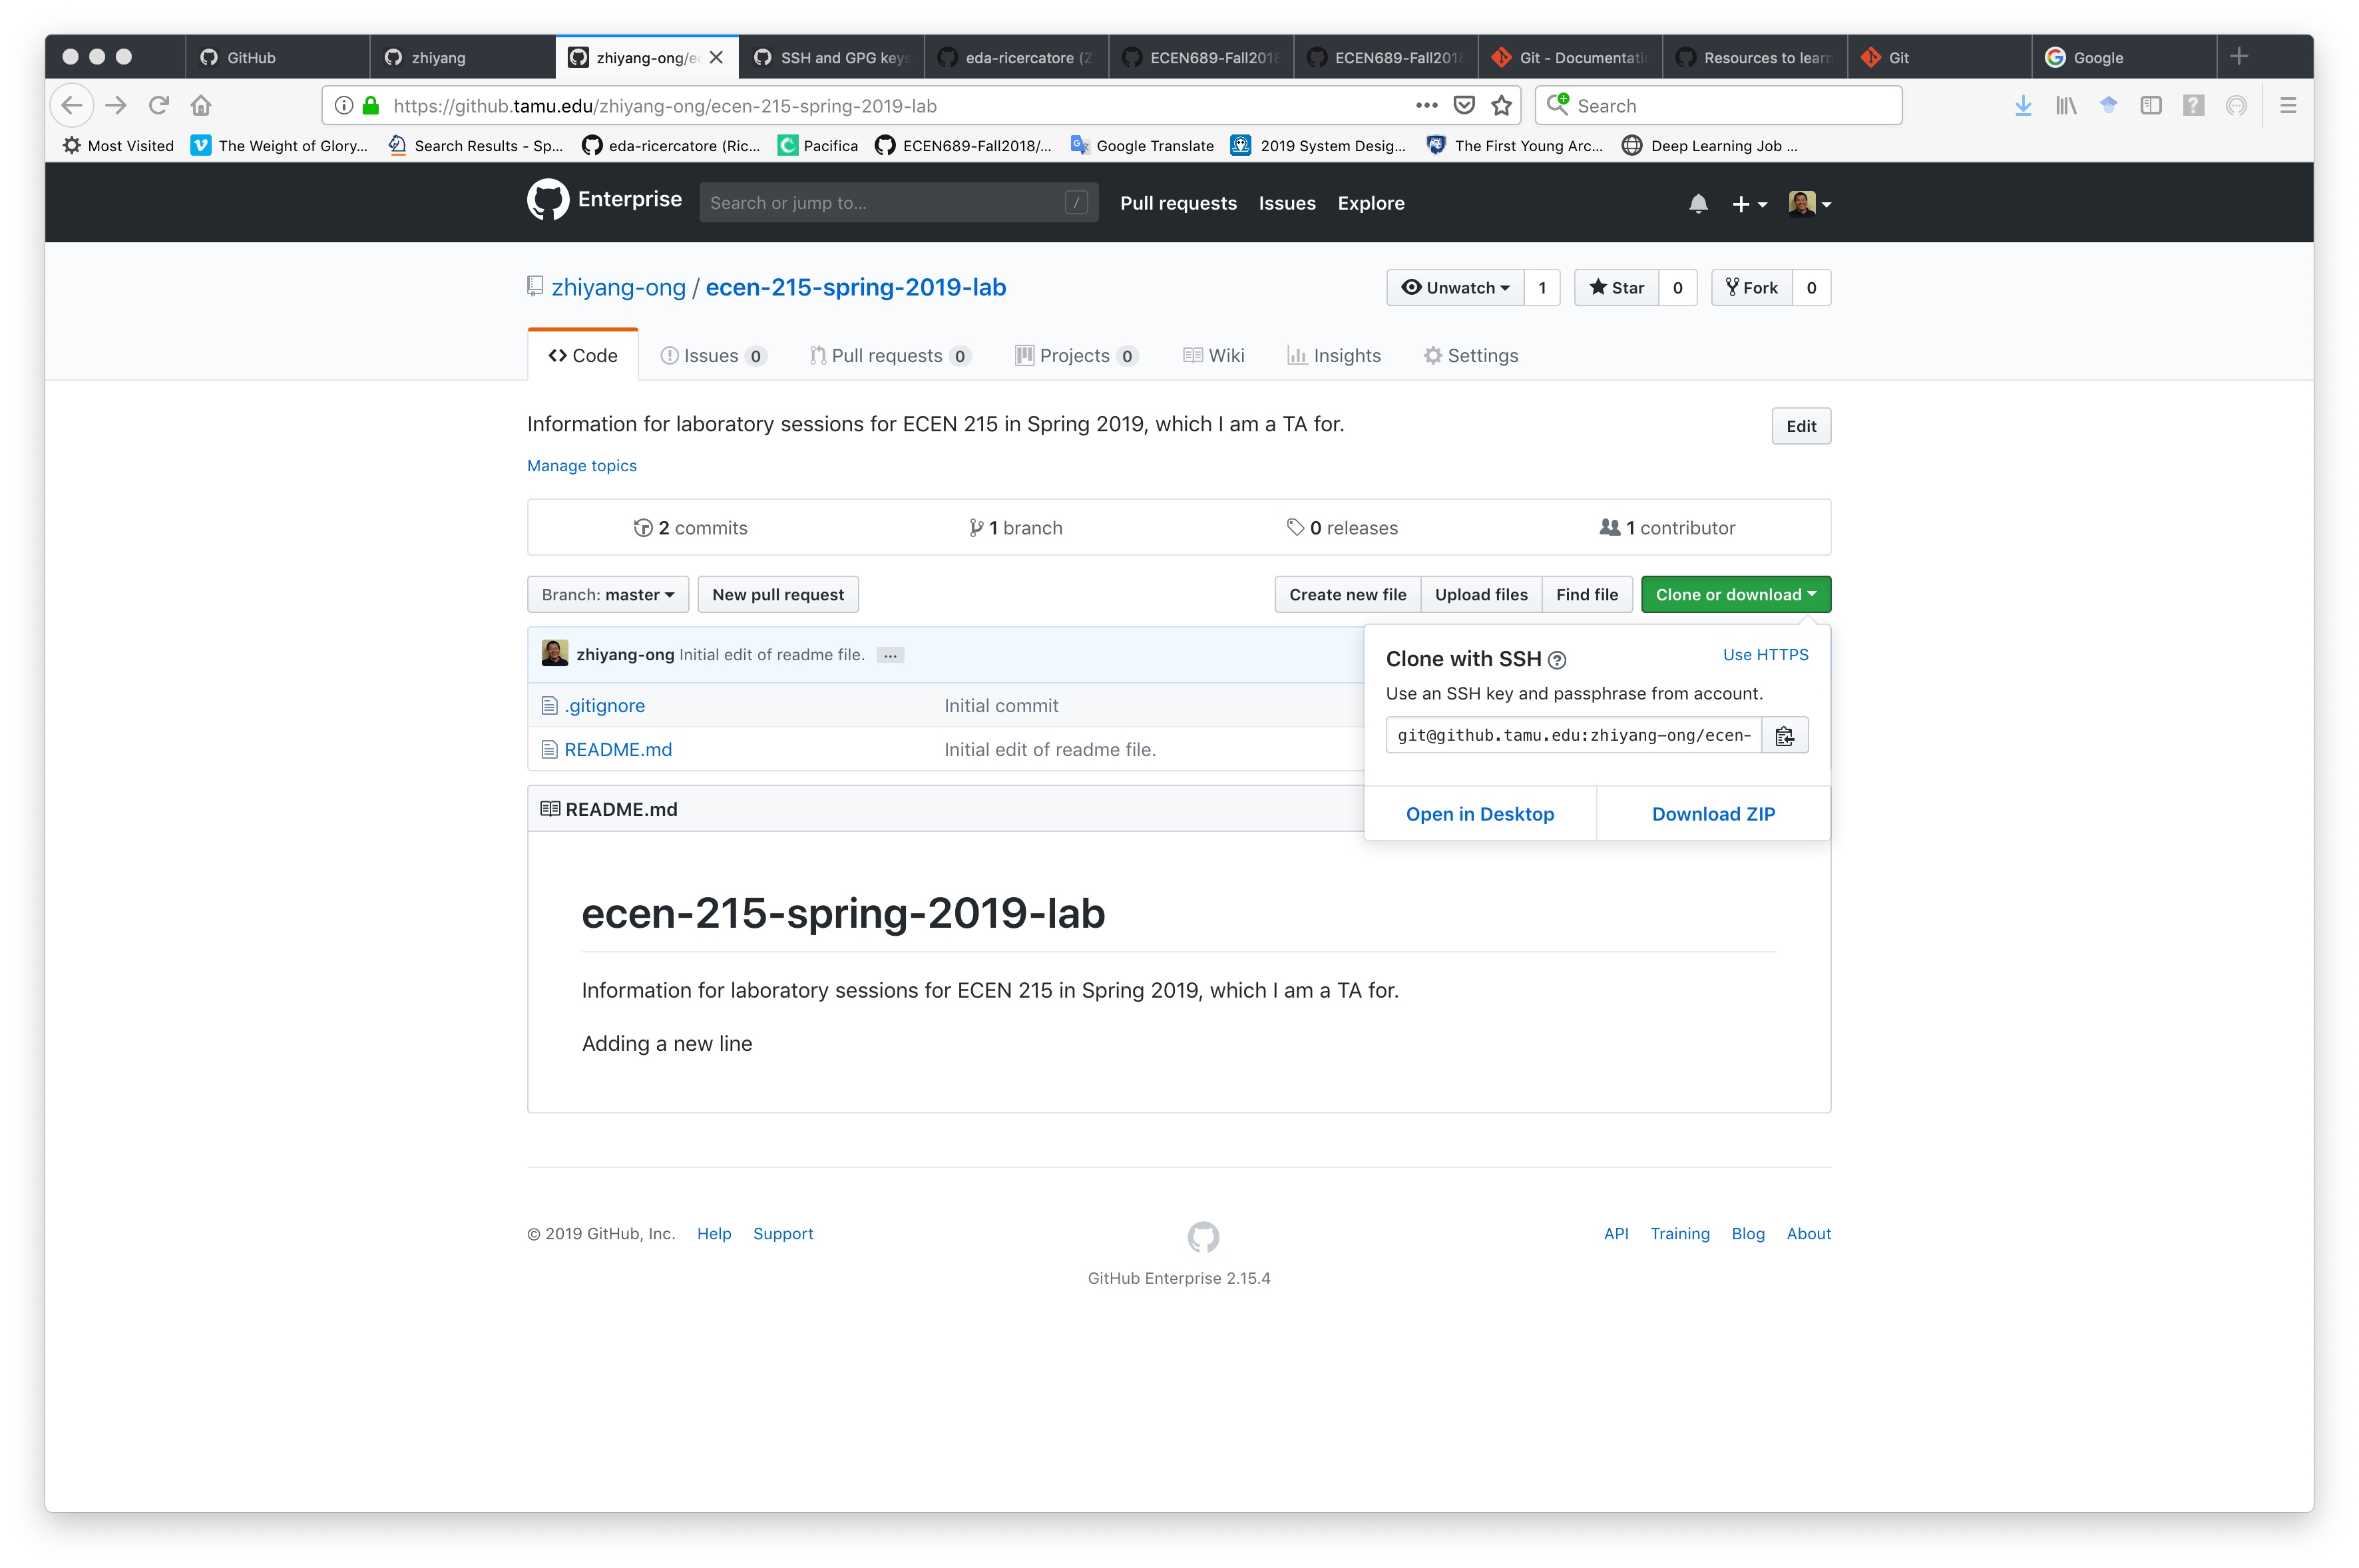 GitHub
zhiyang
zhiyang-ong/e
SSH and GPG keys
eda-ricercatore (Z
ECEN689-Fall2018
ECEN689-Fall2018
Git - Documentati
Resources to learn
Git
Google
https://github.tamu.edu/zhiyang-ong/ecen-215-spring-2019-lab
Search
Most Visited
The Weight of Glory...
Search Results - Sp...
eda-ricercatore (Ric...
Pacifica
ECEN689-Fall2018/...
Google Translate
2019 System Desig...
The First Young Arc...
Deep Learning Job ...
Enterprise
Search or jump to...
/
Pull requests
Issues
Explore
zhiyang-ong / ecen-215-spring-2019-lab
Unwatch 1
Star 0
Fork 0
Code
Issues 0
Pull requests 0
Projects 0
Wiki
Insights
Settings
Information for laboratory sessions for ECEN 215 in Spring 2019, which I am a TA for.
Edit
Manage topics
2 commits
1 branch
0 releases
1 contributor
Branch: master
New pull request
Create new file
Upload files
Find file
Clone or download
zhiyang-ong Initial edit of readme file. ...
.gitignore
Initial commit
README.md
Initial edit of readme file.
Clone with SSH
Use HTTPS
Use an SSH key and passphrase from account.
git@github.tamu.edu:zhiyang-ong/ecen-
Open in Desktop
Download ZIP
README.md
ecen-215-spring-2019-lab
Information for laboratory sessions for ECEN 215 in Spring 2019, which I am a TA for.
Adding a new line
© 2019 GitHub, Inc.
Help
Support
API
Training
Blog
About
GitHub Enterprise 2.15.4